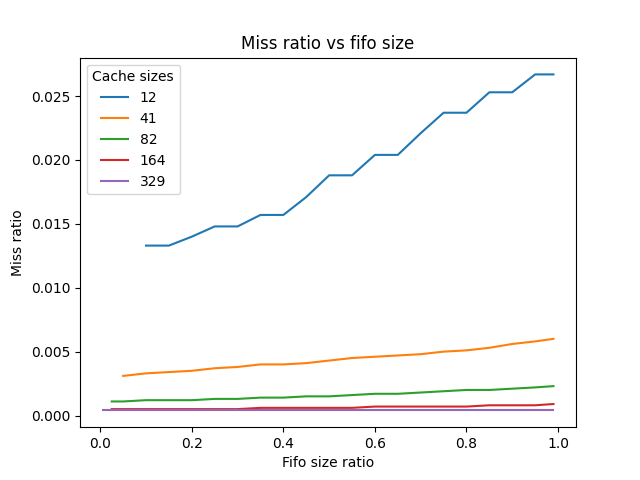 Miss ratio vs fifo size
Cache sizes
12
41
82
164
329
Miss ratio
0.025
0.020
0.015
0.010
0.005
0.000
0.0 0.2 0.4 0.6 0.8 1.0
Fifo size ratio